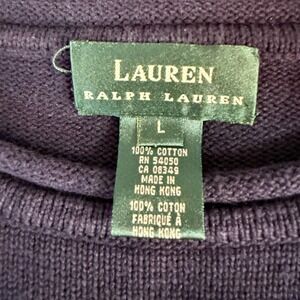 LAUREN
RALPH LAUREN
L
100% COTTON
RN 54050
CA 08349
MADE IN
HONG KONG
100% COTON
FABRIQUÉ À
HONG KONG